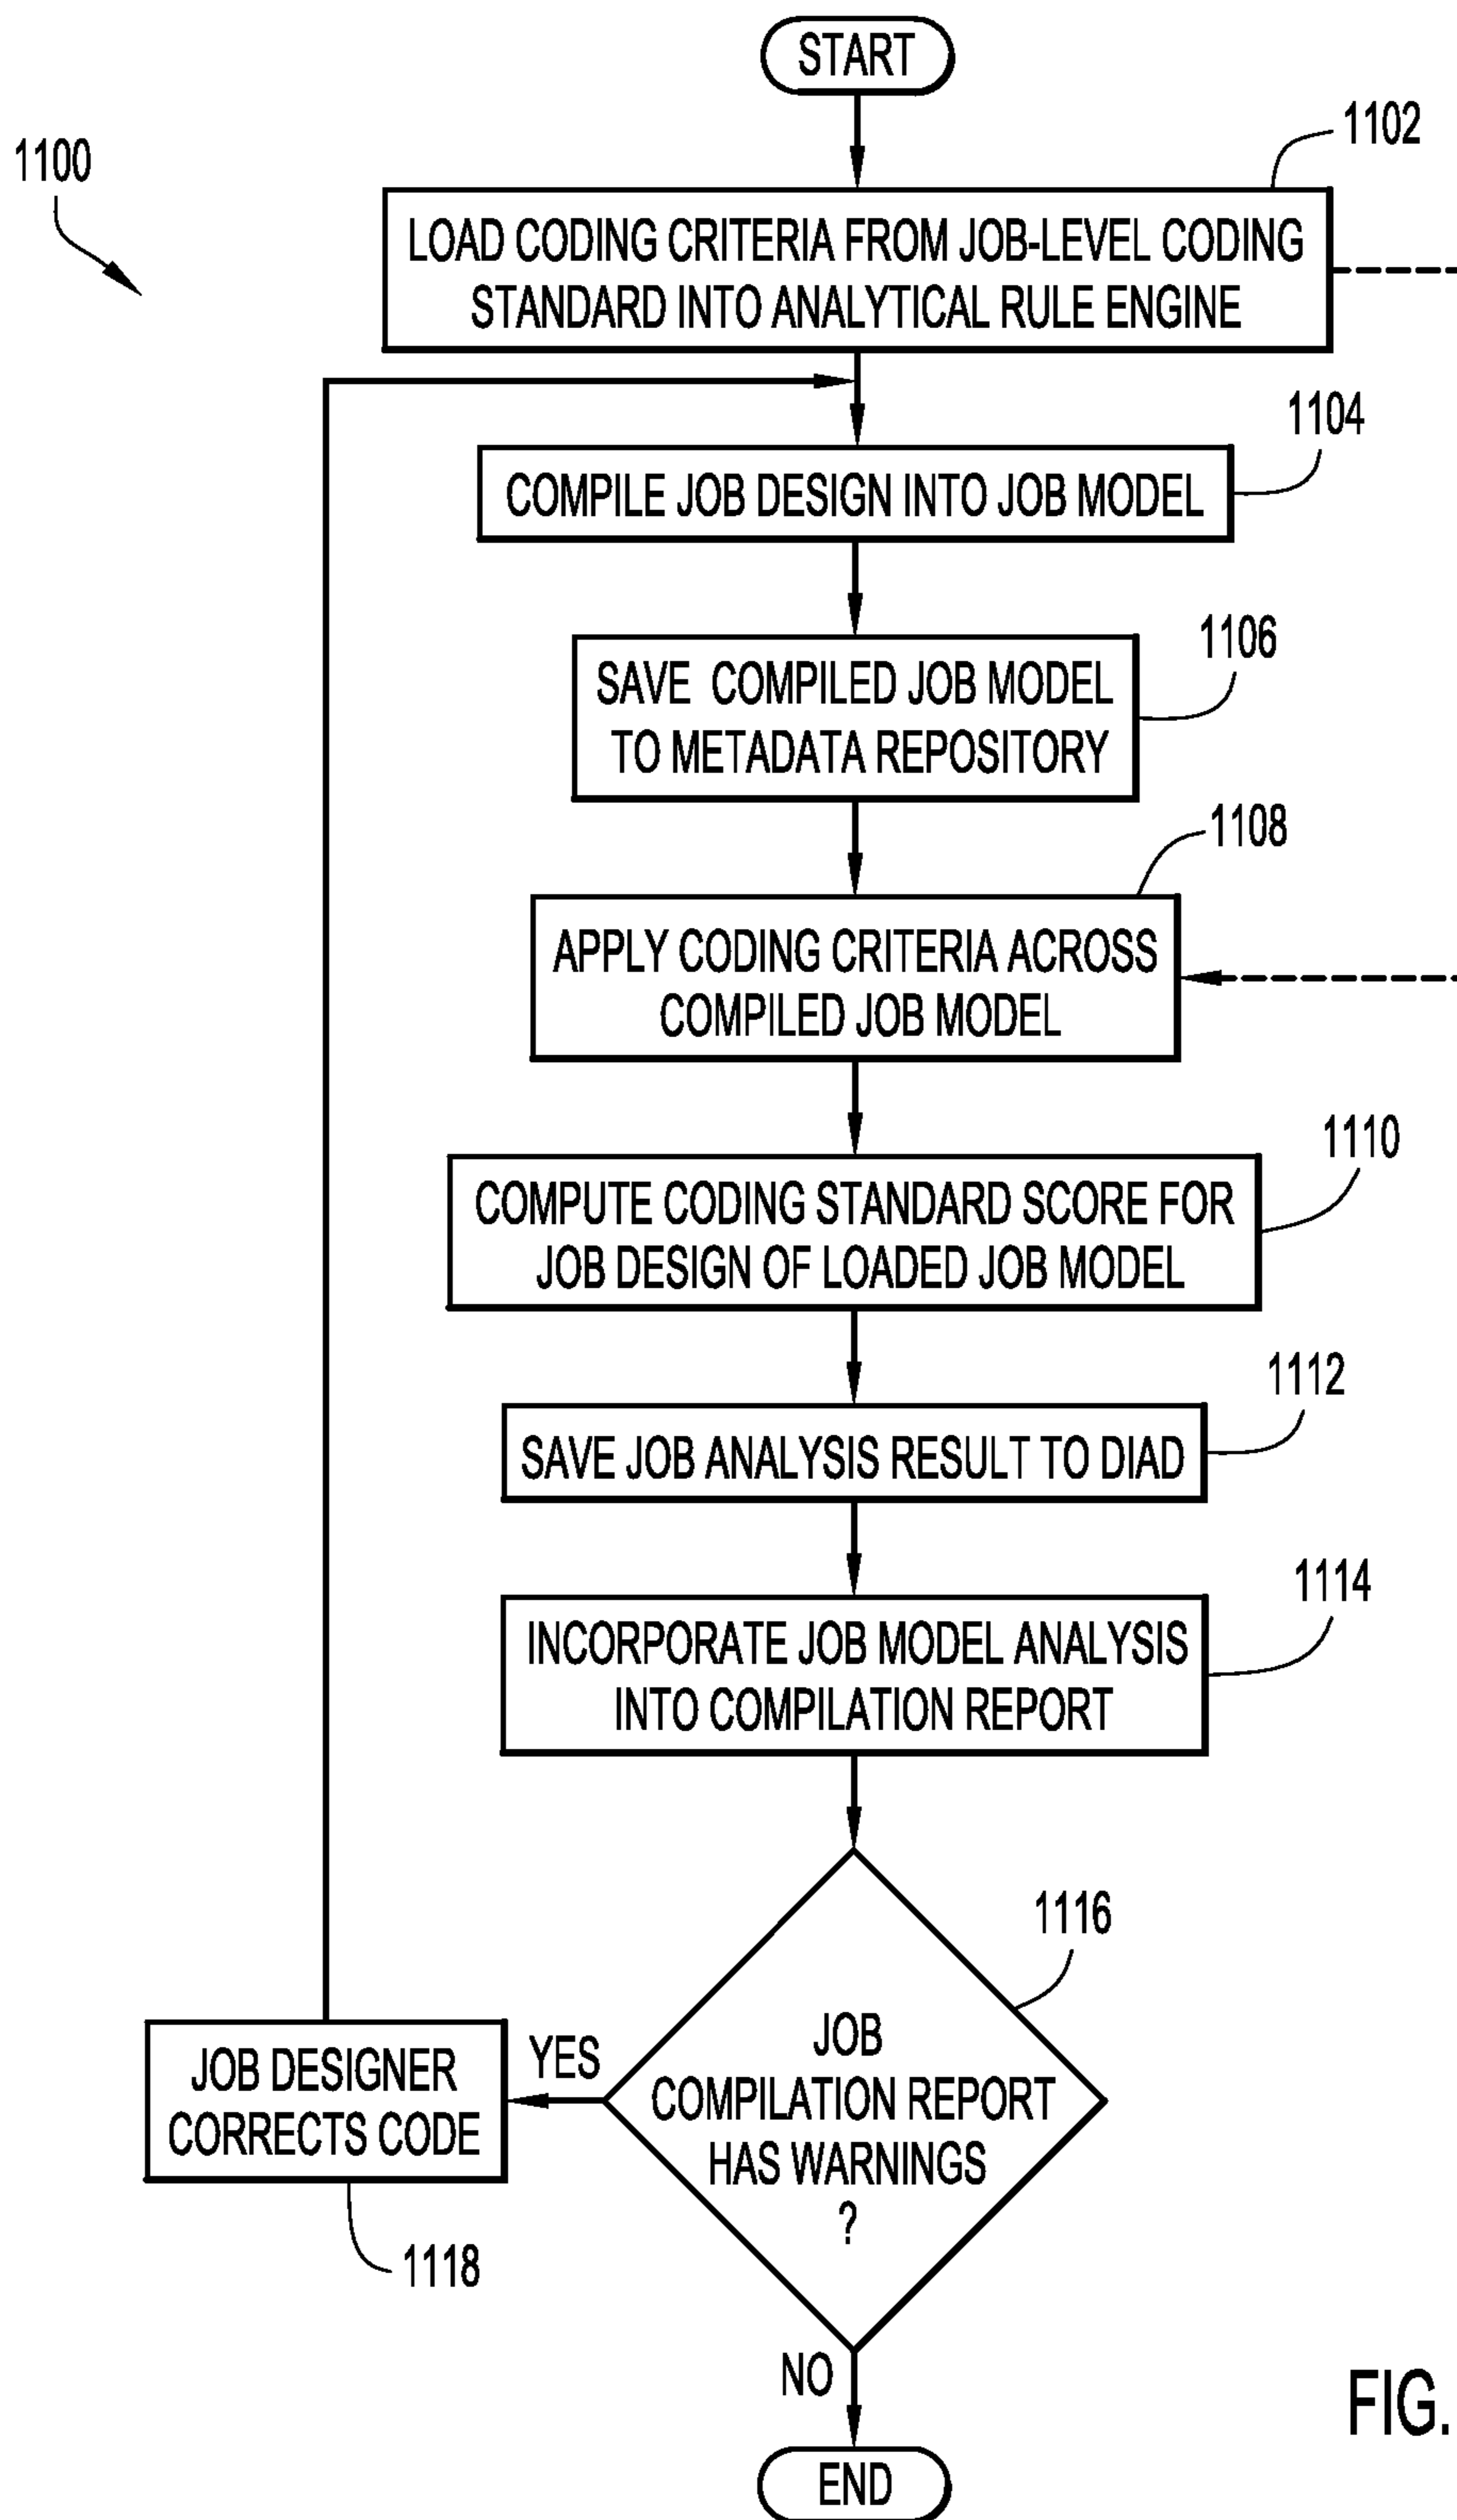 START
1100
1102
LOAD CODING CRITERIA FROM JOB-LEVEL CODING
STANDARD INTO ANALYTICAL RULE ENGINE
1104
COMPILE JOB DESIGN INTO JOB MODEL
1106
SAVE COMPILED JOB MODEL
TO METADATA REPOSITORY
1108
APPLY CODING CRITERIA ACROSS
COMPILED JOB MODEL
1110
COMPUTE CODING STANDARD SCORE FOR
JOB DESIGN OF LOADED JOB MODEL
1112
SAVE JOB ANALYSIS RESULT TO DIAD
1114
INCORPORATE JOB MODEL ANALYSIS
INTO COMPILATION REPORT
1116
JOB
COMPILATION REPORT
HAS WARNINGS
?
YES
JOB DESIGNER
CORRECTS CODE
1118
NO
FIG.
END